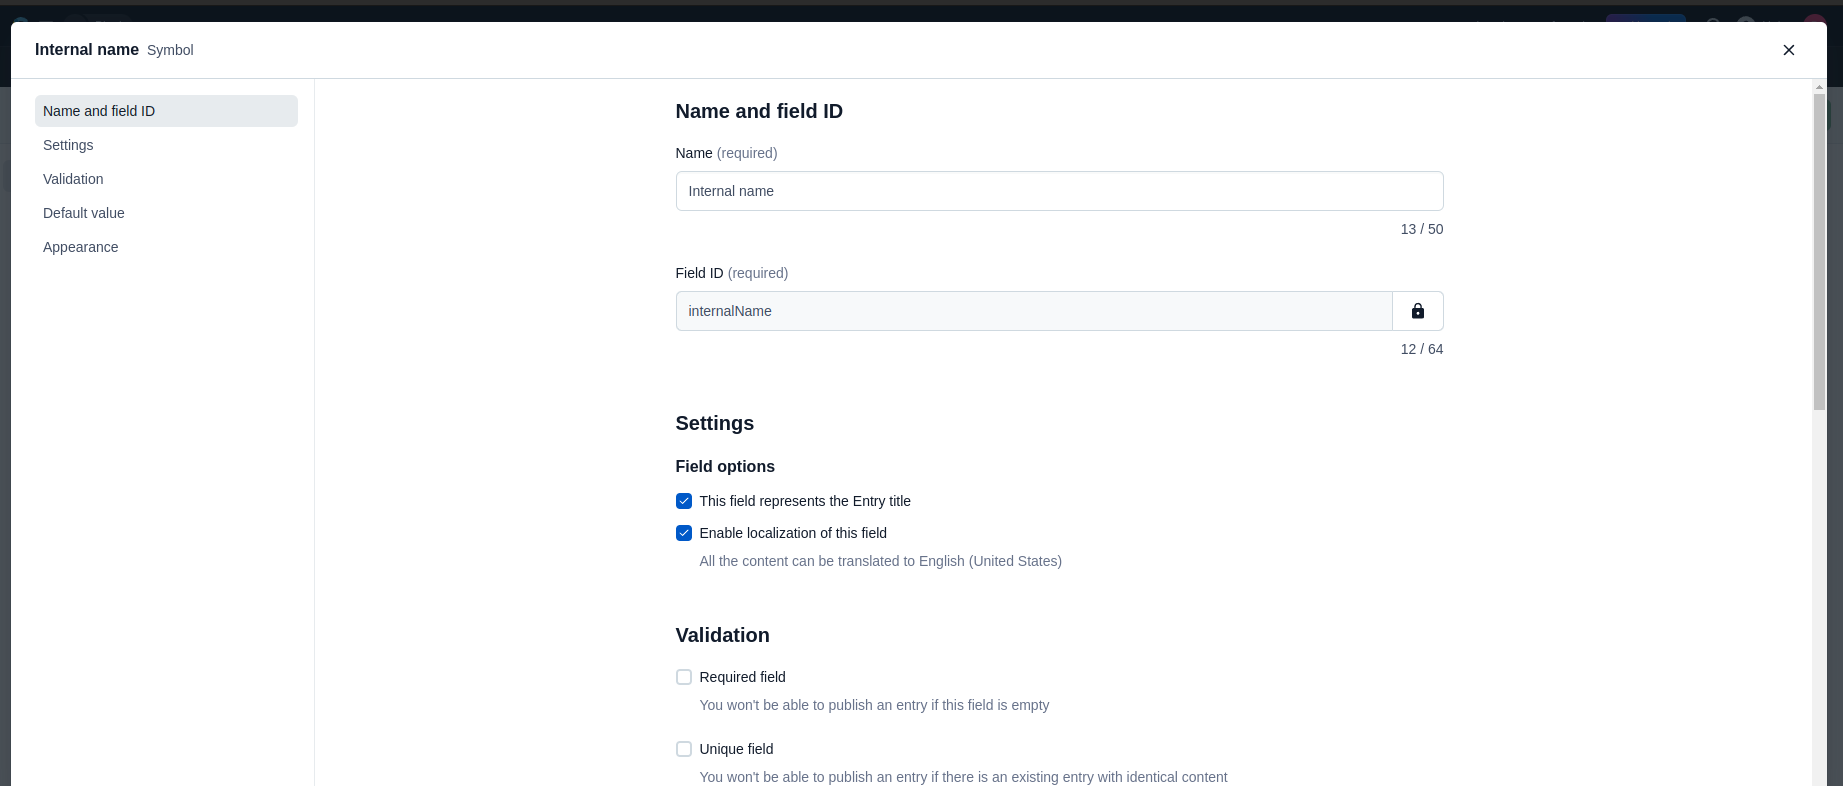 Internal name Symbol
Name and field ID
Settings
Validation
Default value
Appearance
Name and field ID
Name (required)
Internal name
13 / 50
Field ID (required)
internalName
12 / 64
Settings
Field options
This field represents the Entry title
Enable localization of this field
All the content can be translated to English (United States)
Validation
Required field
You won't be able to publish an entry if this field is empty
Unique field
You won't be able to publish an entry if there is an existing entry with identical content